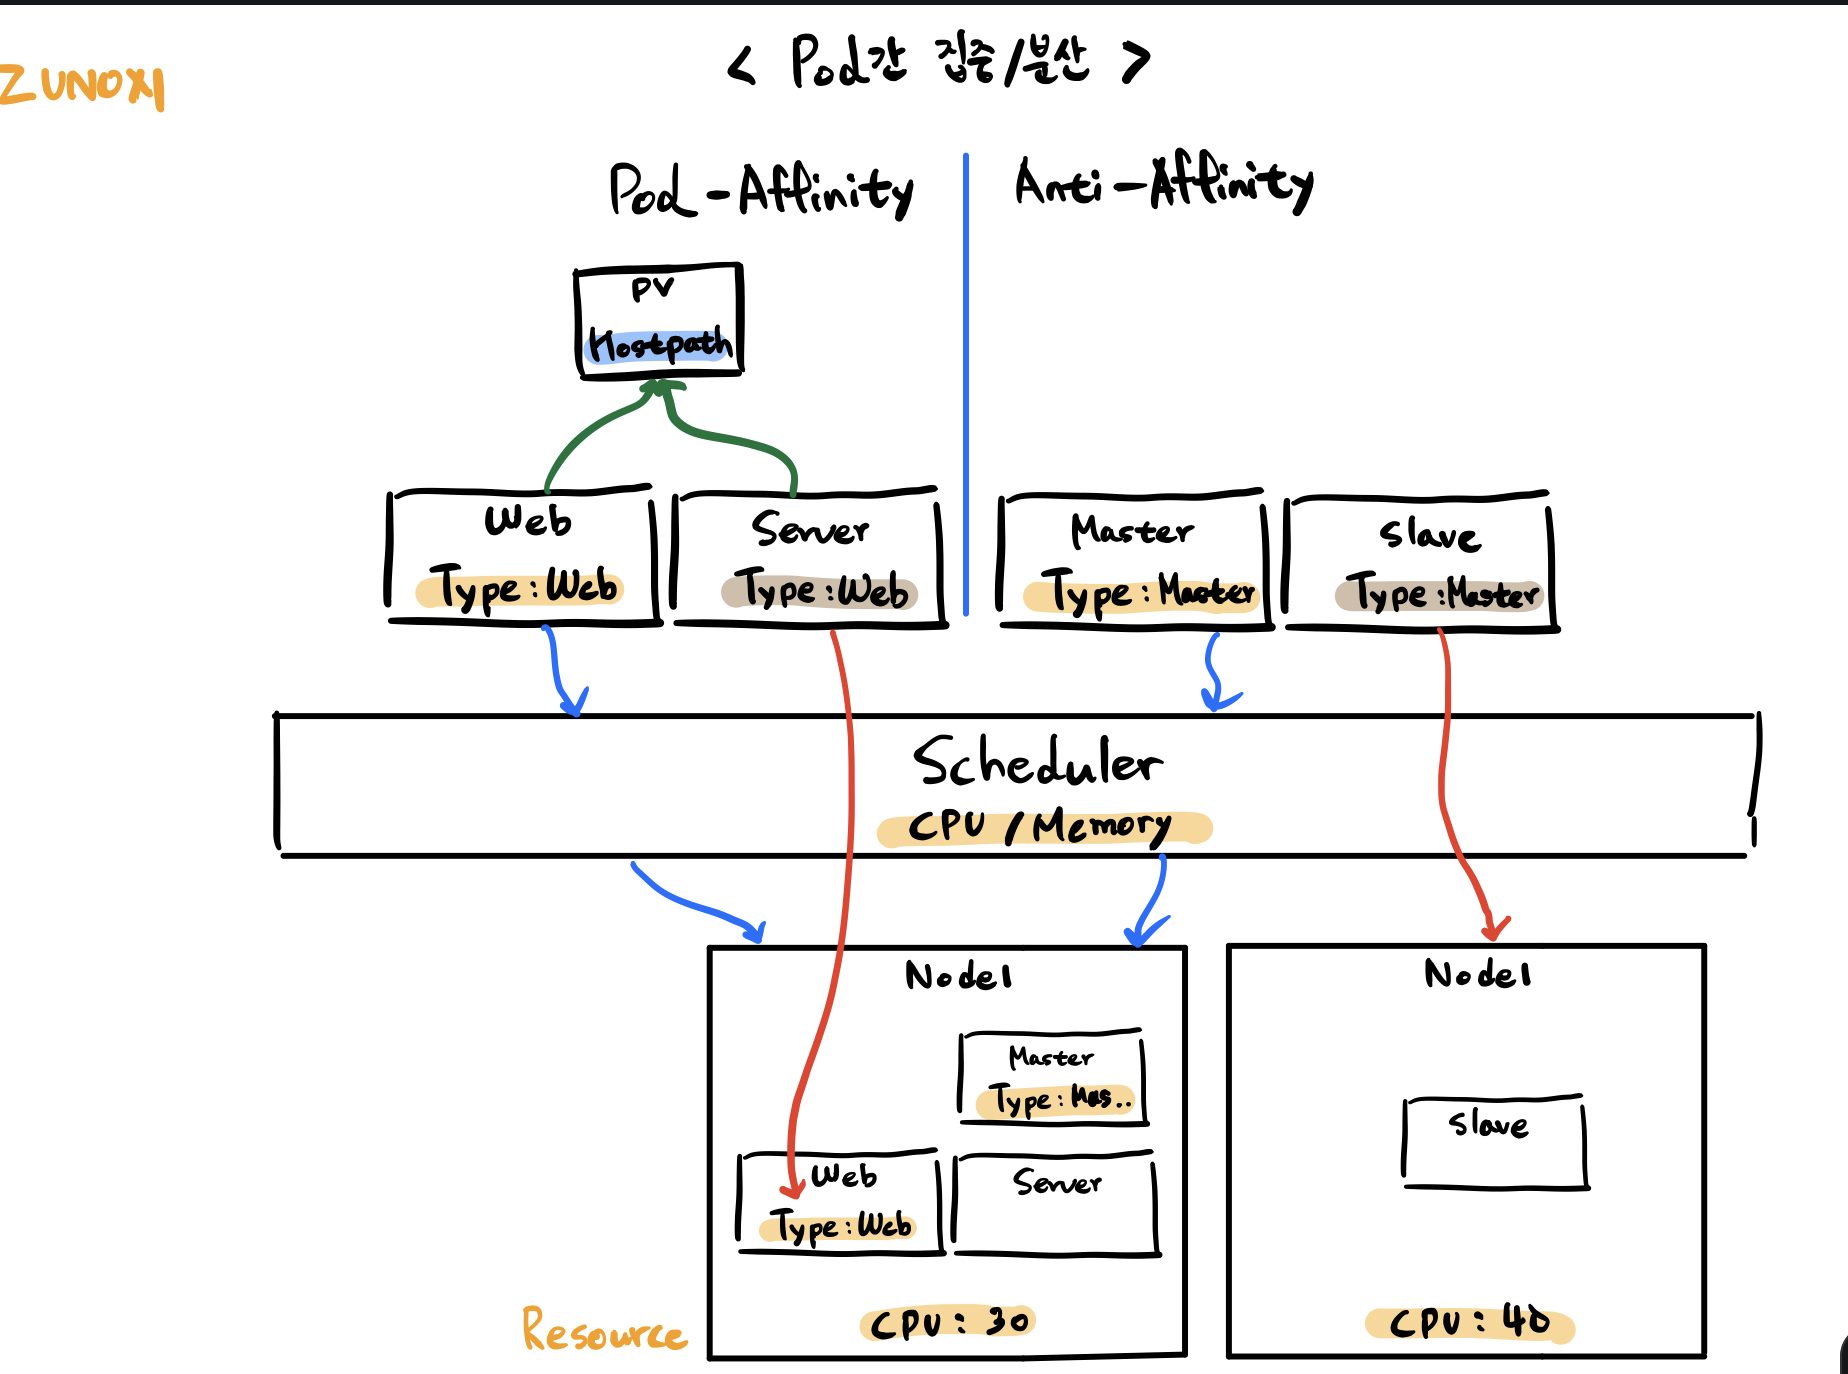 ZUNO지
< Pod간 집중/분산 >
Pod-Affinity
Anti-Affinity
PV
Hostpath
Web
Type:Web
Server
Type:Web
Master
Type:Master
slave
Type:Master
Scheduler
CPU/Memory
Node1
Master
Type:Mas..
Web
Type:Web
Server
CPU:30
Node1
slave
CPU:40
Resource